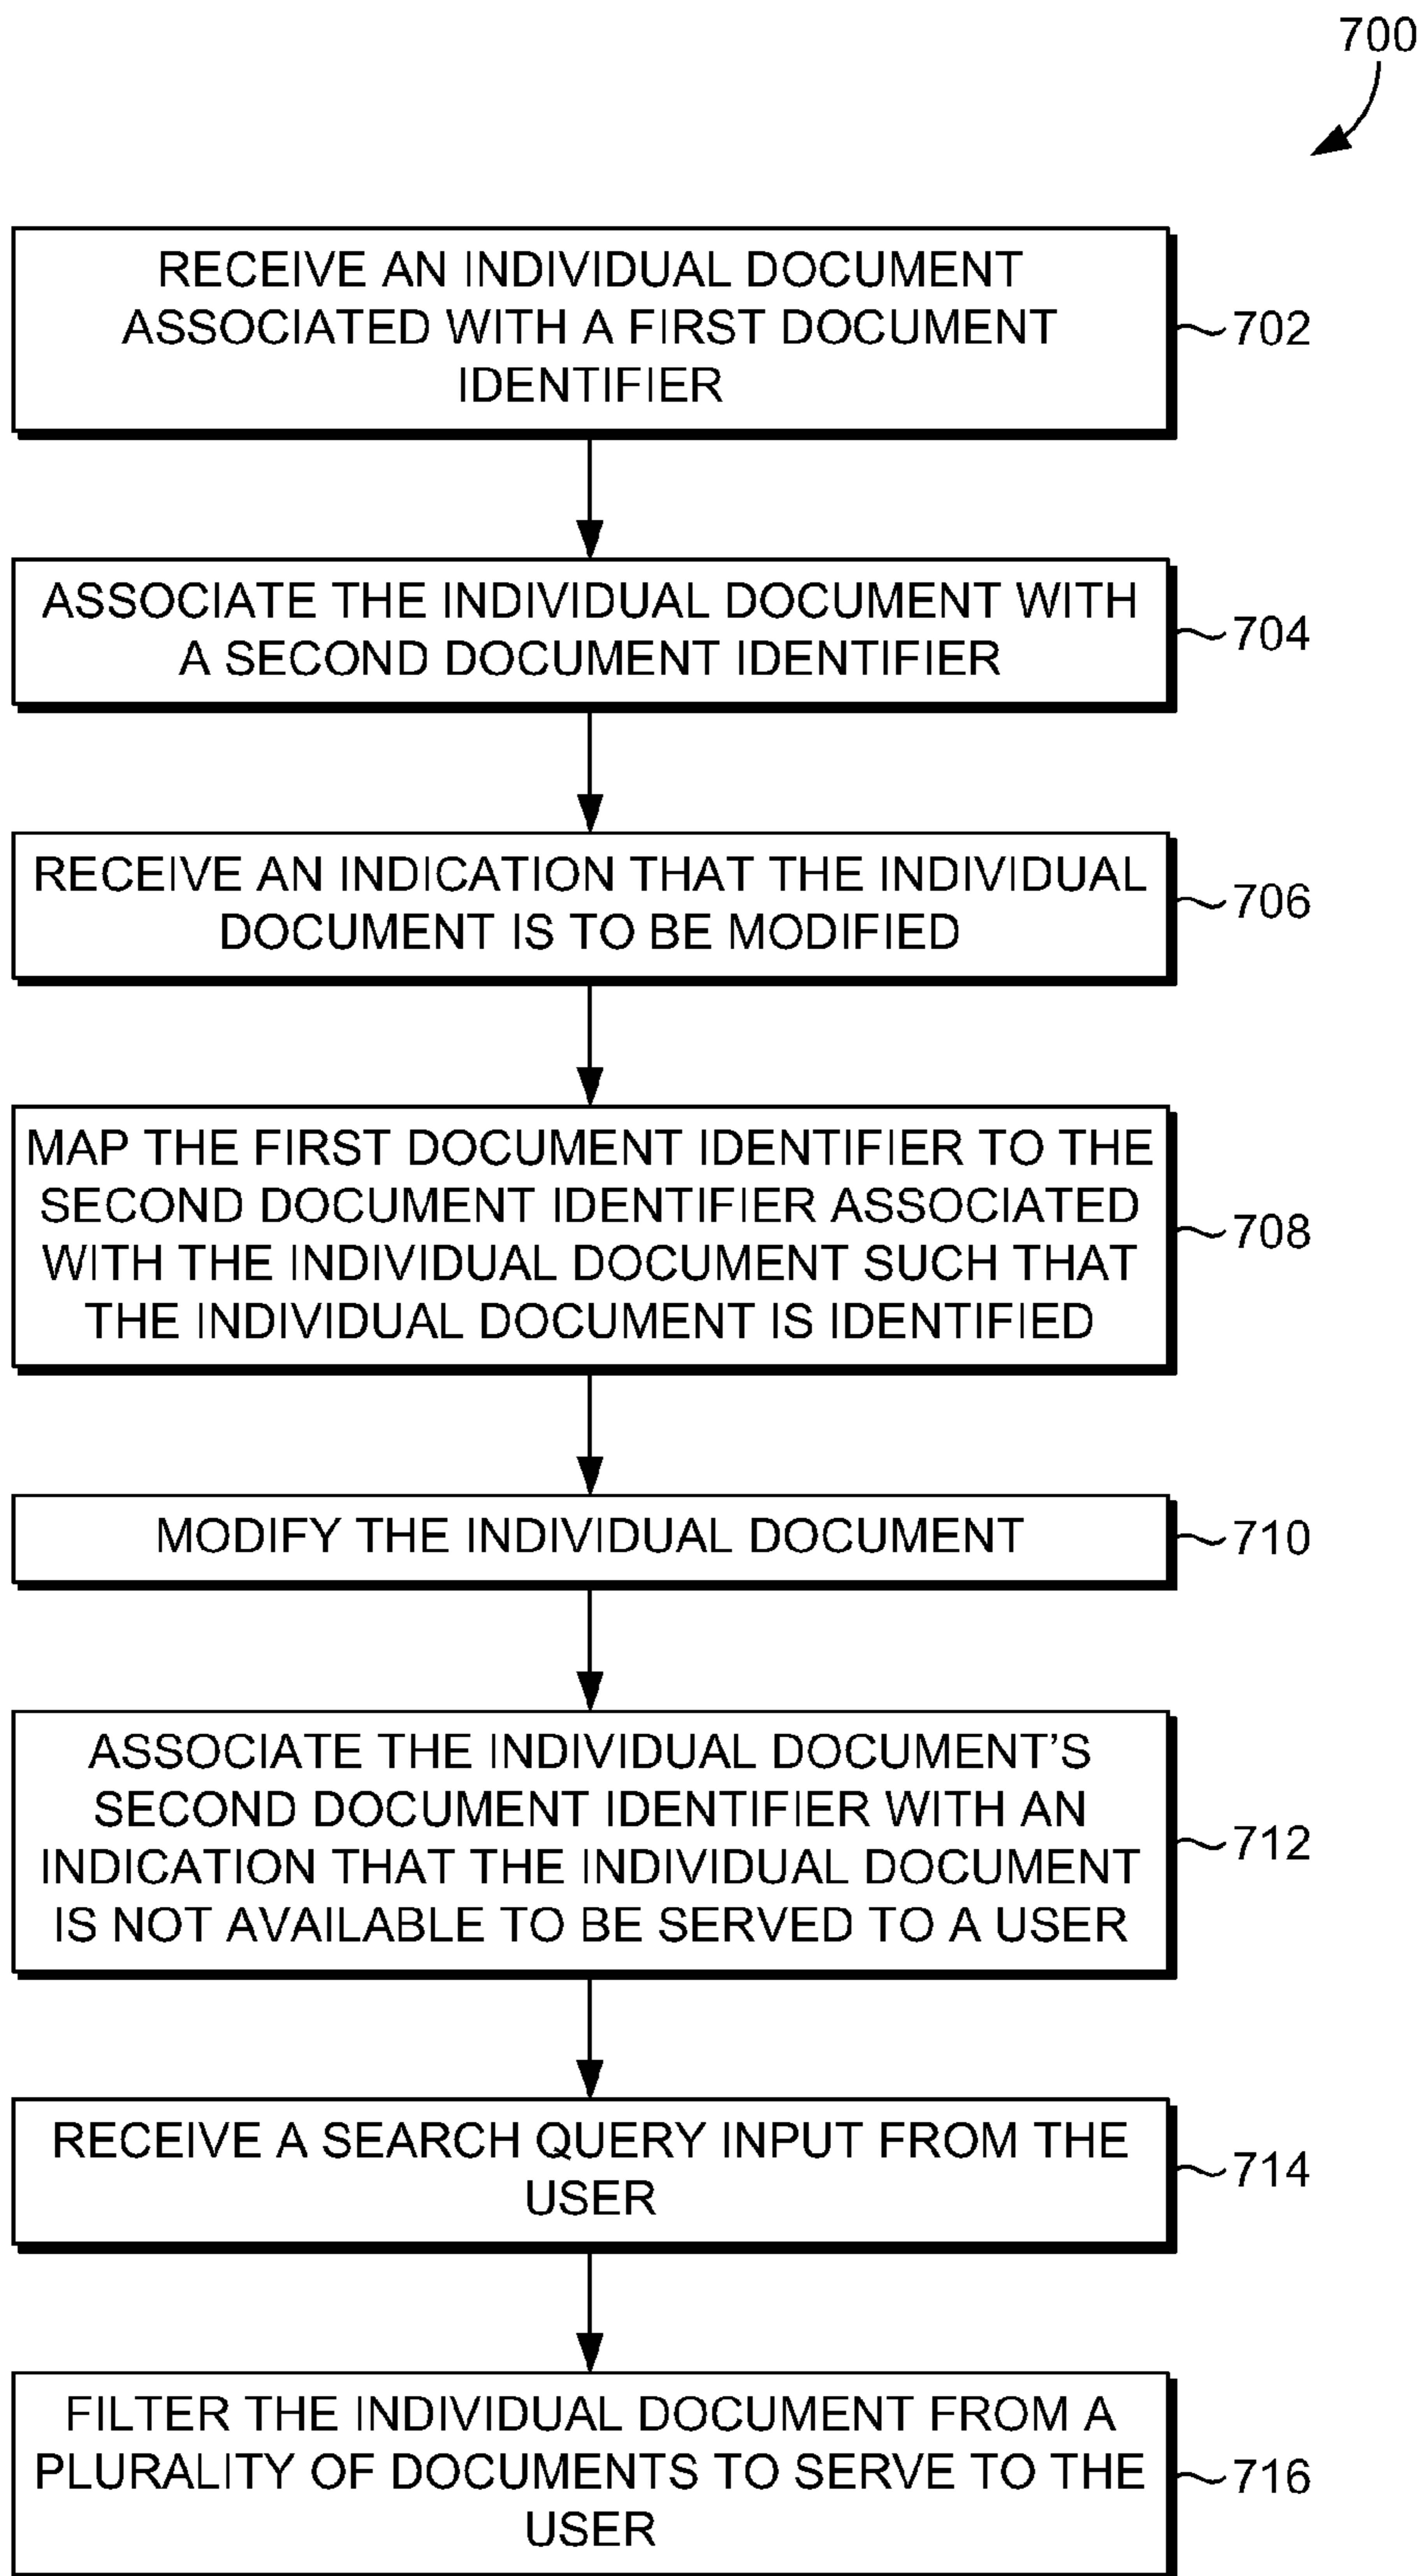 700
RECEIVE AN INDIVIDUAL DOCUMENT
ASSOCIATED WITH A FIRST DOCUMENT
IDENTIFIER
702
ASSOCIATE THE INDIVIDUAL DOCUMENT WITH
A SECOND DOCUMENT IDENTIFIER
704
RECEIVE AN INDICATION THAT THE INDIVIDUAL
DOCUMENT IS TO BE MODIFIED
706
MAP THE FIRST DOCUMENT IDENTIFIER TO THE
SECOND DOCUMENT IDENTIFIER ASSOCIATED
WITH THE INDIVIDUAL DOCUMENT SUCH THAT
THE INDIVIDUAL DOCUMENT IS IDENTIFIED
708
MODIFY THE INDIVIDUAL DOCUMENT
710
ASSOCIATE THE INDIVIDUAL DOCUMENT’S
SECOND DOCUMENT IDENTIFIER WITH AN
INDICATION THAT THE INDIVIDUAL DOCUMENT
IS NOT AVAILABLE TO BE SERVED TO A USER
712
RECEIVE A SEARCH QUERY INPUT FROM THE
USER
714
FILTER THE INDIVIDUAL DOCUMENT FROM A
PLURALITY OF DOCUMENTS TO SERVE TO THE
USER
716